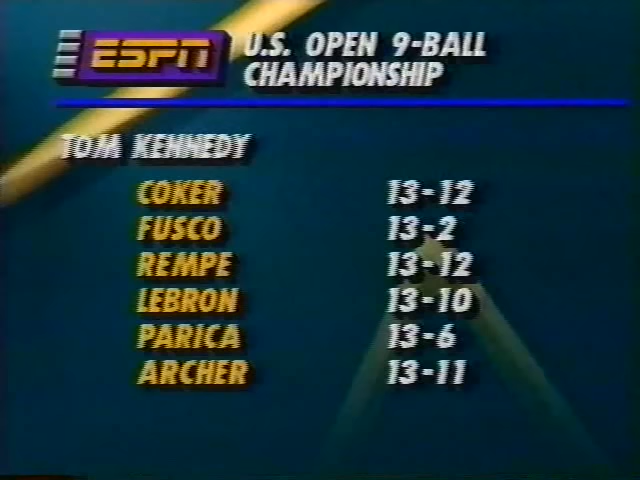 ESPN U.S. OPEN 9-BALL
CHAMPIONSHIP
TOM KENNEDY
COKER 13-12
FUSCO 13-2
REMPE 13-12
LEBRON 13-10
PARICA 13-6
ARCHER 13-11